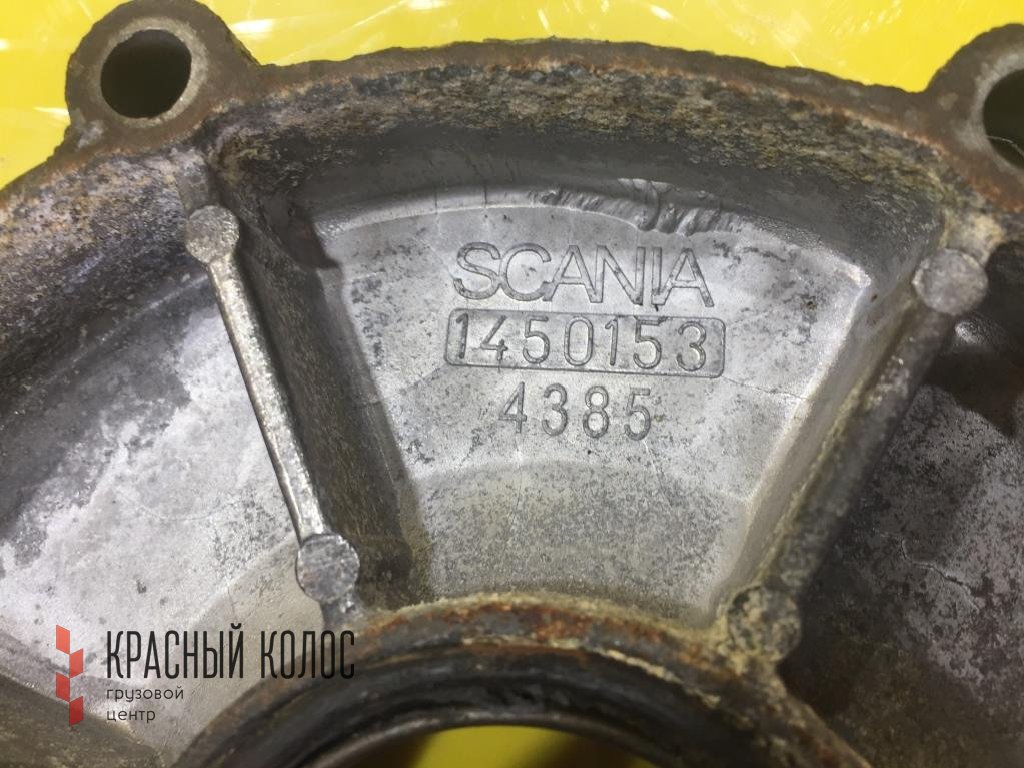 SCANIA
1450153
4385
КРАСНЫЙ КОЛОС
грузовой
центр